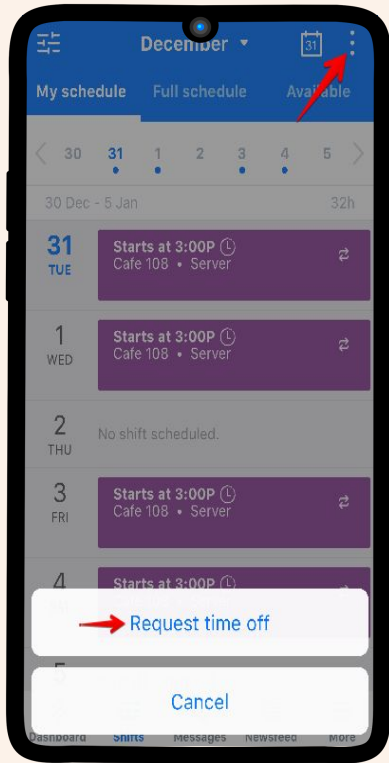 December
31
My schedule Full schedule Available
30 31 1 2 3 4 5
30 Dec - 5 Jan 32h
31
TUE
Starts at 3:00P
Cafe 108 • Server
1
WED
Starts at 3:00P
Cafe 108 • Server
2
THU
No shift scheduled.
3
FRI
Starts at 3:00P
Cafe 108 • Server
4
Starts at 3:00P
Request time off
Cancel
Dashboard Shifts Messages Newsfeed More